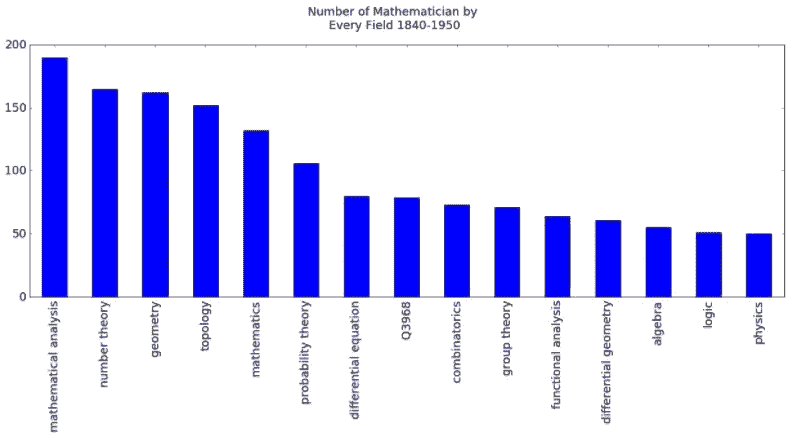 Number of Mathematician by
Every Field 1840-1950
200
150
100
50
0
mathematical analysis
number theory
geometry
topology
mathematics
probability theory
differential equation
Q3968
combinatorics
group theory
functional analysis
differential geometry
algebra
logic
physics